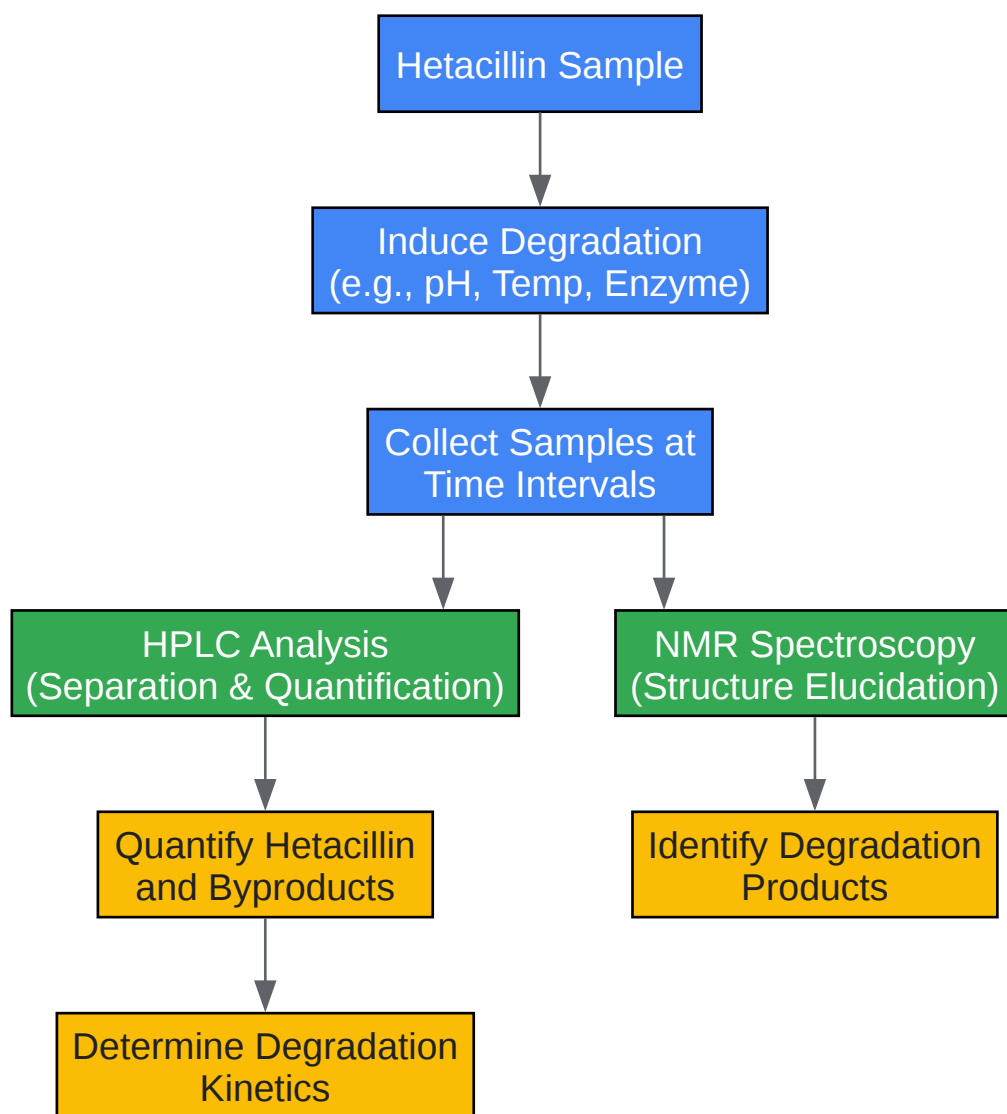 Hetacillin Sample
Induce Degradation
(e.g., pH, Temp, Enzyme)
Collect Samples at
Time Intervals
HPLC Analysis
(Separation & Quantification)
NMR Spectroscopy
(Structure Elucidation)
Quantify Hetacillin
and Byproducts
Identify Degradation
Products
Determine Degradation
Kinetics